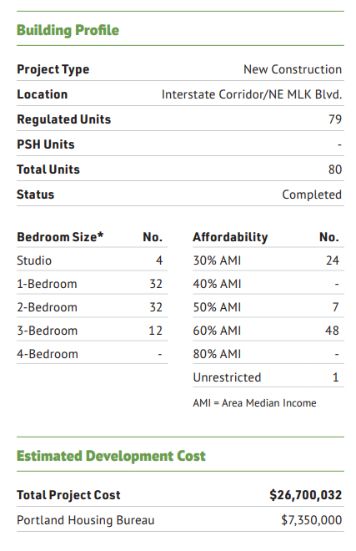 Building Profile
Project Type New Construction
Location Interstate Corridor/NE MLK Blvd.
Regulated Units 79
PSH Units -
Total Units 80
Status Completed
Bedroom Size* No.
Studio 4
1-Bedroom 32
2-Bedroom 32
3-Bedroom 12
4-Bedroom -
Affordability No.
30% AMI 24
40% AMI -
50% AMI 7
60% AMI 48
80% AMI -
Unrestricted 1
AMI = Area Median Income
Estimated Development Cost
Total Project Cost $26,700,032
Portland Housing Bureau $7,350,000